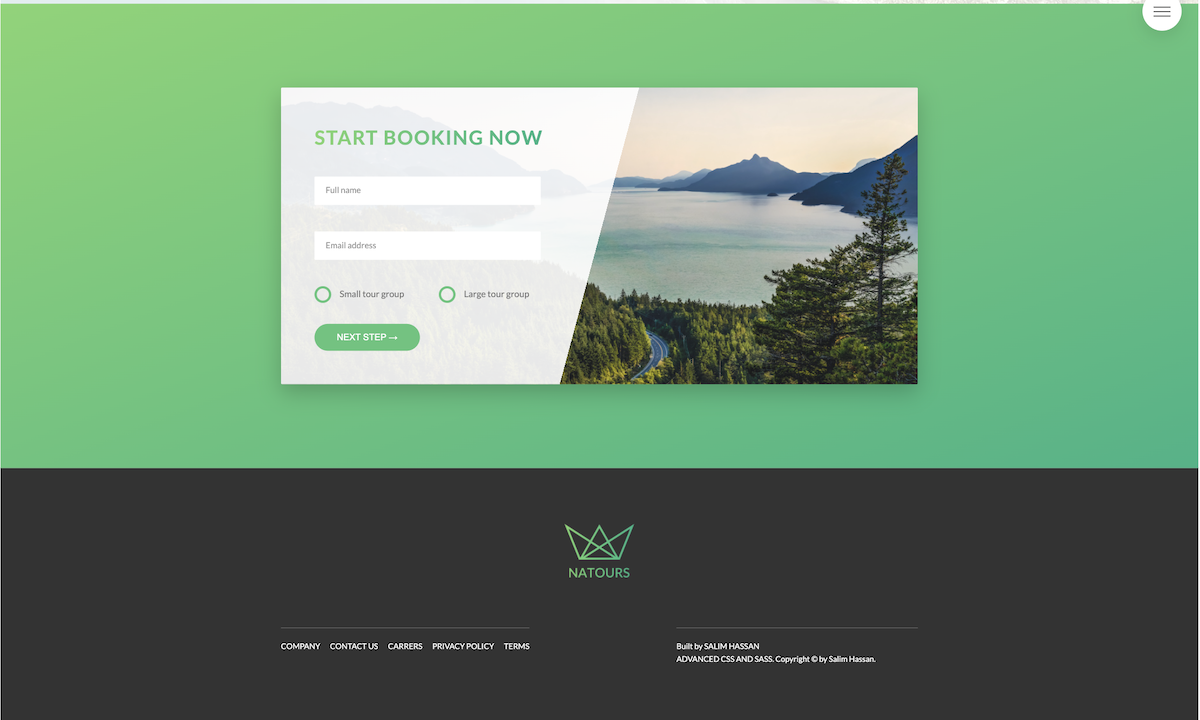 START BOOKING NOW
Full name
Email address
Small tour group Large tour group
NEXT STEP →
NATOURS
COMPANY CONTACT US CARRERS PRIVACY POLICY TERMS
Built by SALIM HASSAN
ADVANCED CSS AND SASS. Copyright © by Salim Hassan.